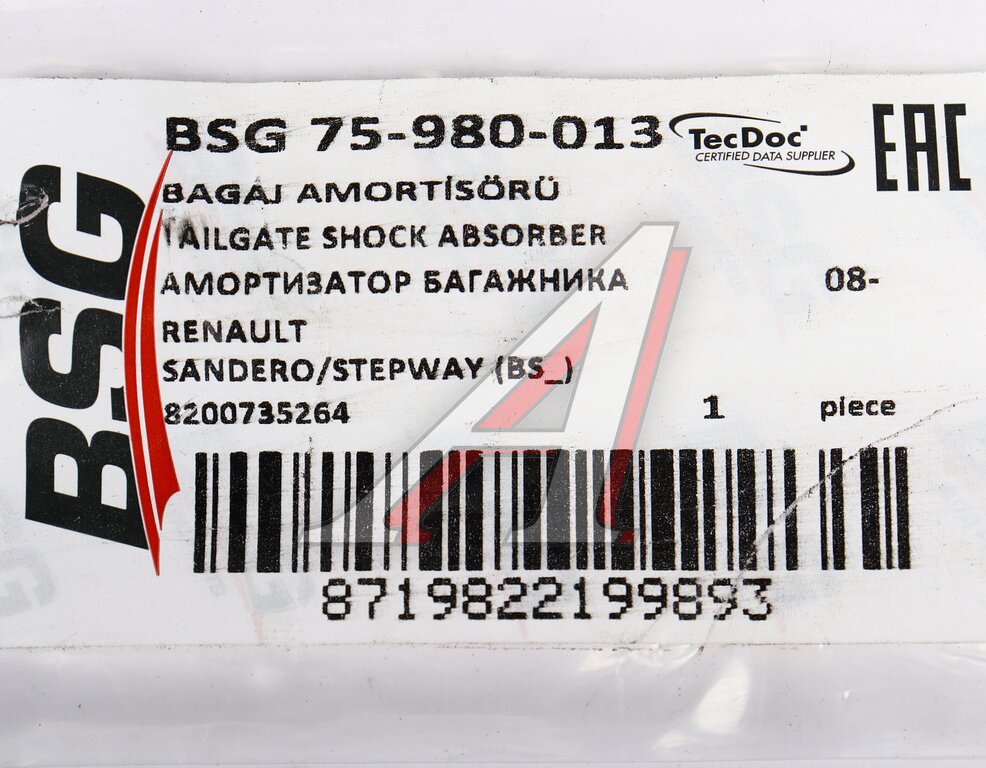 BSG
BSG 75-980-013
TecDoc
CERTIFIED DATA SUPPLIER
EAC
BAGAJ AMORTİSÖRÜ
TAILGATE SHOCK ABSORBER
АМОРТИЗАТОР БАГАЖНИКА 08-
RENAULT
SANDERO/STEPWAY (BS_)
8200735264 1 piece
8719822199893